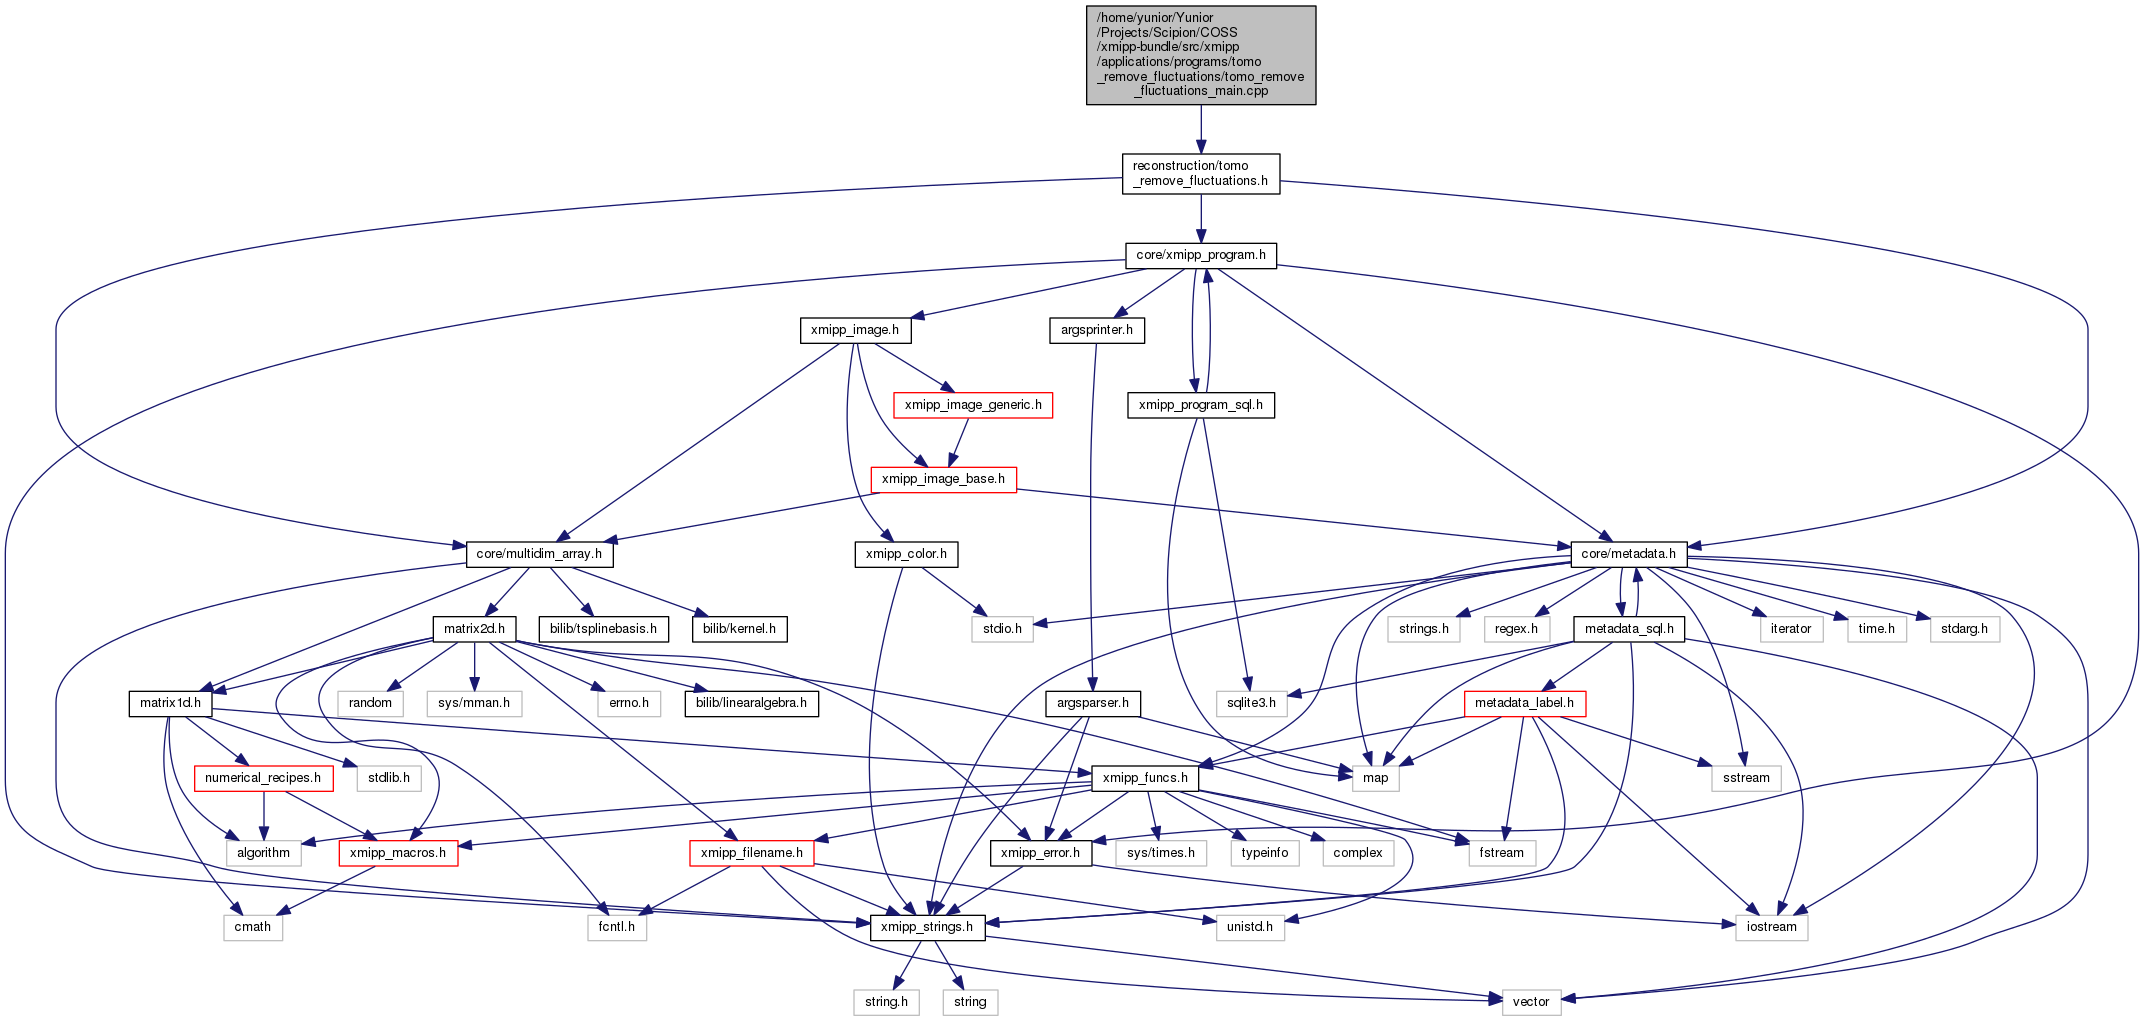 /home/yunior/Yunior
/Projects/Scipion/COSS
/xmipp-bundle/src/xmipp
/applications/programs/tomo
_remove_fluctuations/tomo_remove
_fluctuations_main.cpp
reconstruction/tomo
_remove_fluctuations.h
core/xmipp_program.h
xmipp_image.h
argsprinter.h
xmipp_image_generic.h
xmipp_program_sql.h
xmipp_image_base.h
core/multidim_array.h
xmipp_color.h
core/metadata.h
matrix2d.h
bilib/tsplinebasis.h
bilib/kernel.h
stdio.h
strings.h
regex.h
metadata_sql.h
iterator
time.h
stdarg.h
matrix1d.h
random
sys/mman.h
errno.h
bilib/linearalgebra.h
argsparser.h
sqlite3.h
metadata_label.h
numerical_recipes.h
stdlib.h
xmipp_funcs.h
map
sstream
algorithm
xmipp_macros.h
xmipp_filename.h
xmipp_error.h
sys/times.h
typeinfo
complex
fstream
cmath
fcntl.h
xmipp_strings.h
unistd.h
iostream
string.h
string
vector